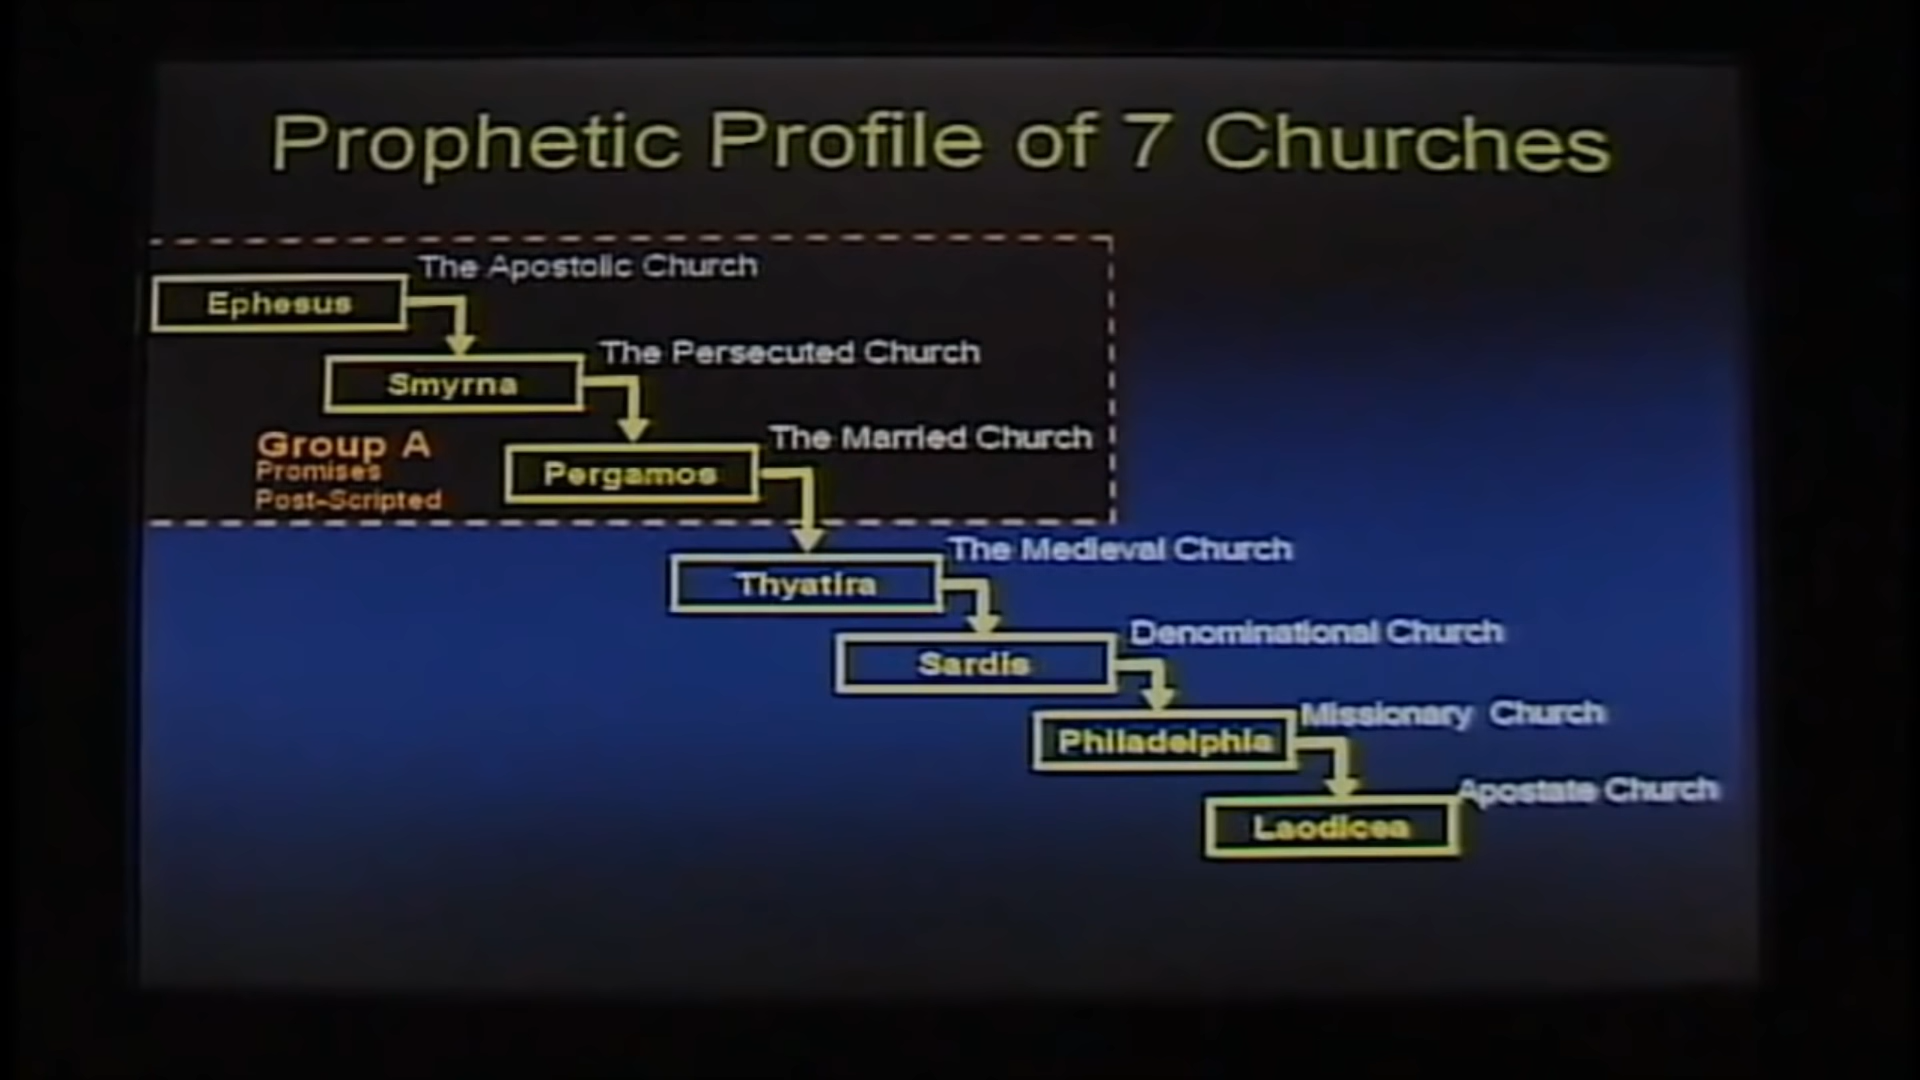 Prophetic Profile of 7 Churches
The Apostolic Church
Ephesus
The Persecuted Church
Smyrna
The Married Church
Group A
Promises
Post-Scripted
Pergamos
The Medieval Church
Thyatira
Denominational Church
Sardis
Missionary Church
Philadelphia
Apostate Church
Laodicea